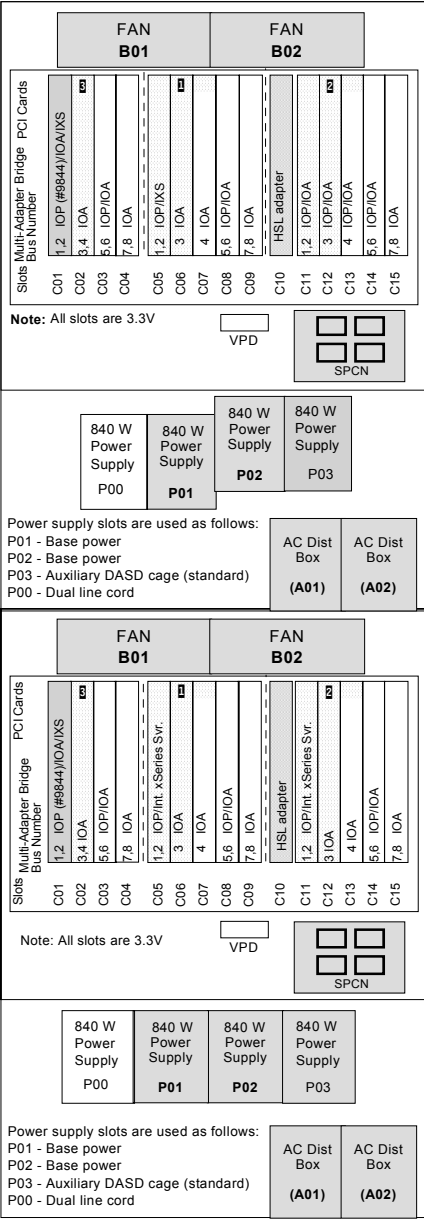 FAN
B01
FAN
B02
Slots
Multi-Adapter Bridge
Bus Number
PCI Cards
3
1
2
1,2 IOP (#9844)/IOA/IXS
3,4 IOA
5,6 IOP/IOA
7,8 IOA
1,2 IOP/IXS
3 IOA
4 IOA
5,6 IOP/IOA
7,8 IOA
HSL adapter
1,2 IOP/IOA
3 IOP/IOA
4 IOP/IOA
5,6 IOP/IOA
7,8 IOA
C01
C02
C03
C04
C05
C06
C07
C08
C09
C10
C11
C12
C13
C14
C15
Note: All slots are 3.3V
VPD
SPCN
840 W
Power
Supply
P00
840 W
Power
Supply
P01
840 W
Power
Supply
P02
840 W
Power
Supply
P03
Power supply slots are used as follows:
P01 - Base power
P02 - Base power
P03 - Auxiliary DASD cage (standard)
P00 - Dual line cord
AC Dist
Box
(A01)
AC Dist
Box
(A02)
FAN
B01
FAN
B02
Slots
Multi-Adapter Bridge
Bus Number
PCI Cards
3
1
2
1,2 IOP (#9844)/IOA/IXS
3,4 IOA
5,6 IOP/IOA
7,8 IOA
1,2 IOP/Int. xSeries Svr.
3 IOA
4 IOA
5,6 IOP/IOA
7,8 IOA
HSL adapter
1,2 IOP/Int. xSeries Svr.
3 IOA
4 IOA
5,6 IOP/IOA
7,8 IOA
C01
C02
C03
C04
C05
C06
C07
C08
C09
C10
C11
C12
C13
C14
C15
Note: All slots are 3.3V
VPD
SPCN
840 W
Power
Supply
P00
840 W
Power
Supply
P01
840 W
Power
Supply
P02
840 W
Power
Supply
P03
Power supply slots are used as follows:
P01 - Base power
P02 - Base power
P03 - Auxiliary DASD cage (standard)
P00 - Dual line cord
AC Dist
Box
(A01)
AC Dist
Box
(A02)